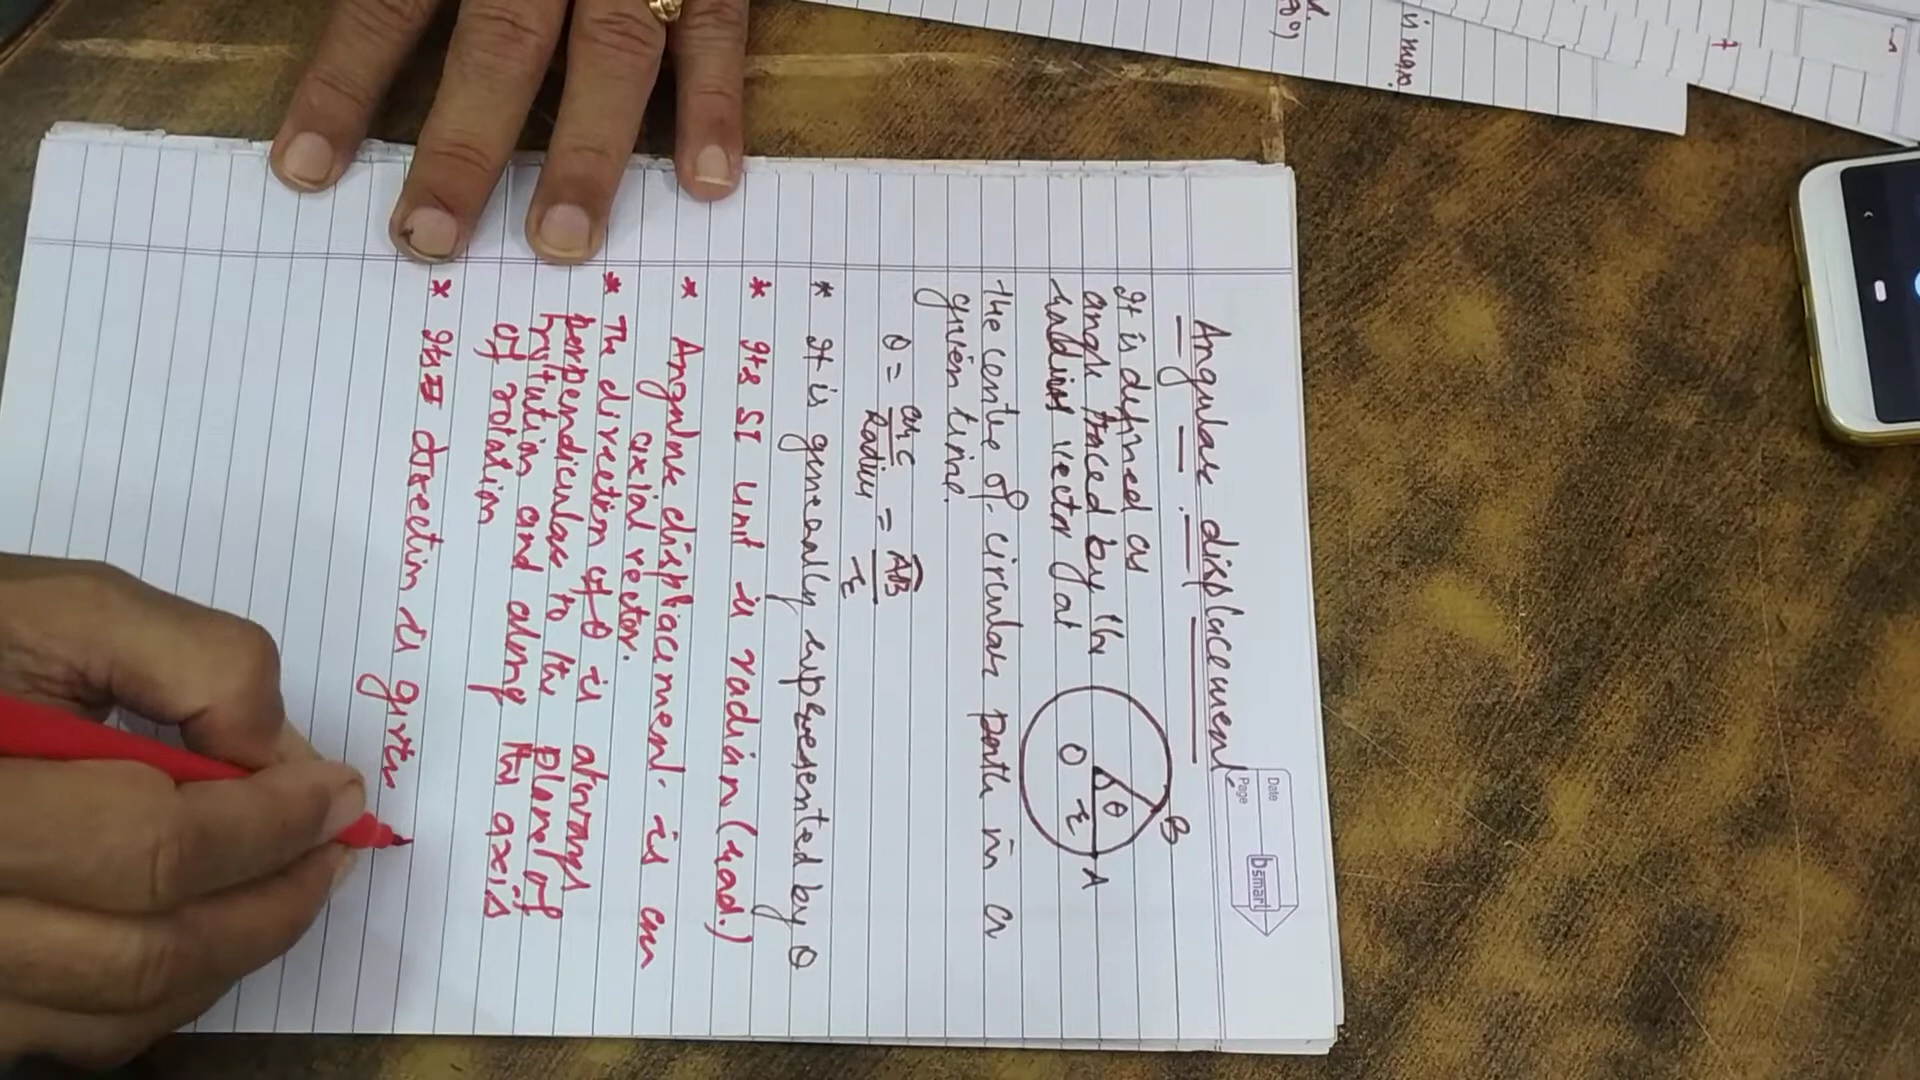 Date
Page
bsmart
Angular displacement
It is defined as
angle traced by the
radius vector at
the centre of circular path in a
given time.
B
θ
O r
A
θ = arc / Radius = AB / r
* It is generally represented by θ
* Its SI unit is radian (rad.)
* Angular displacement is an
axial vector.
* The direction of θ is always
perpendicular to the plane of
and along the axis
of rotation
* Its direction is given
is max.